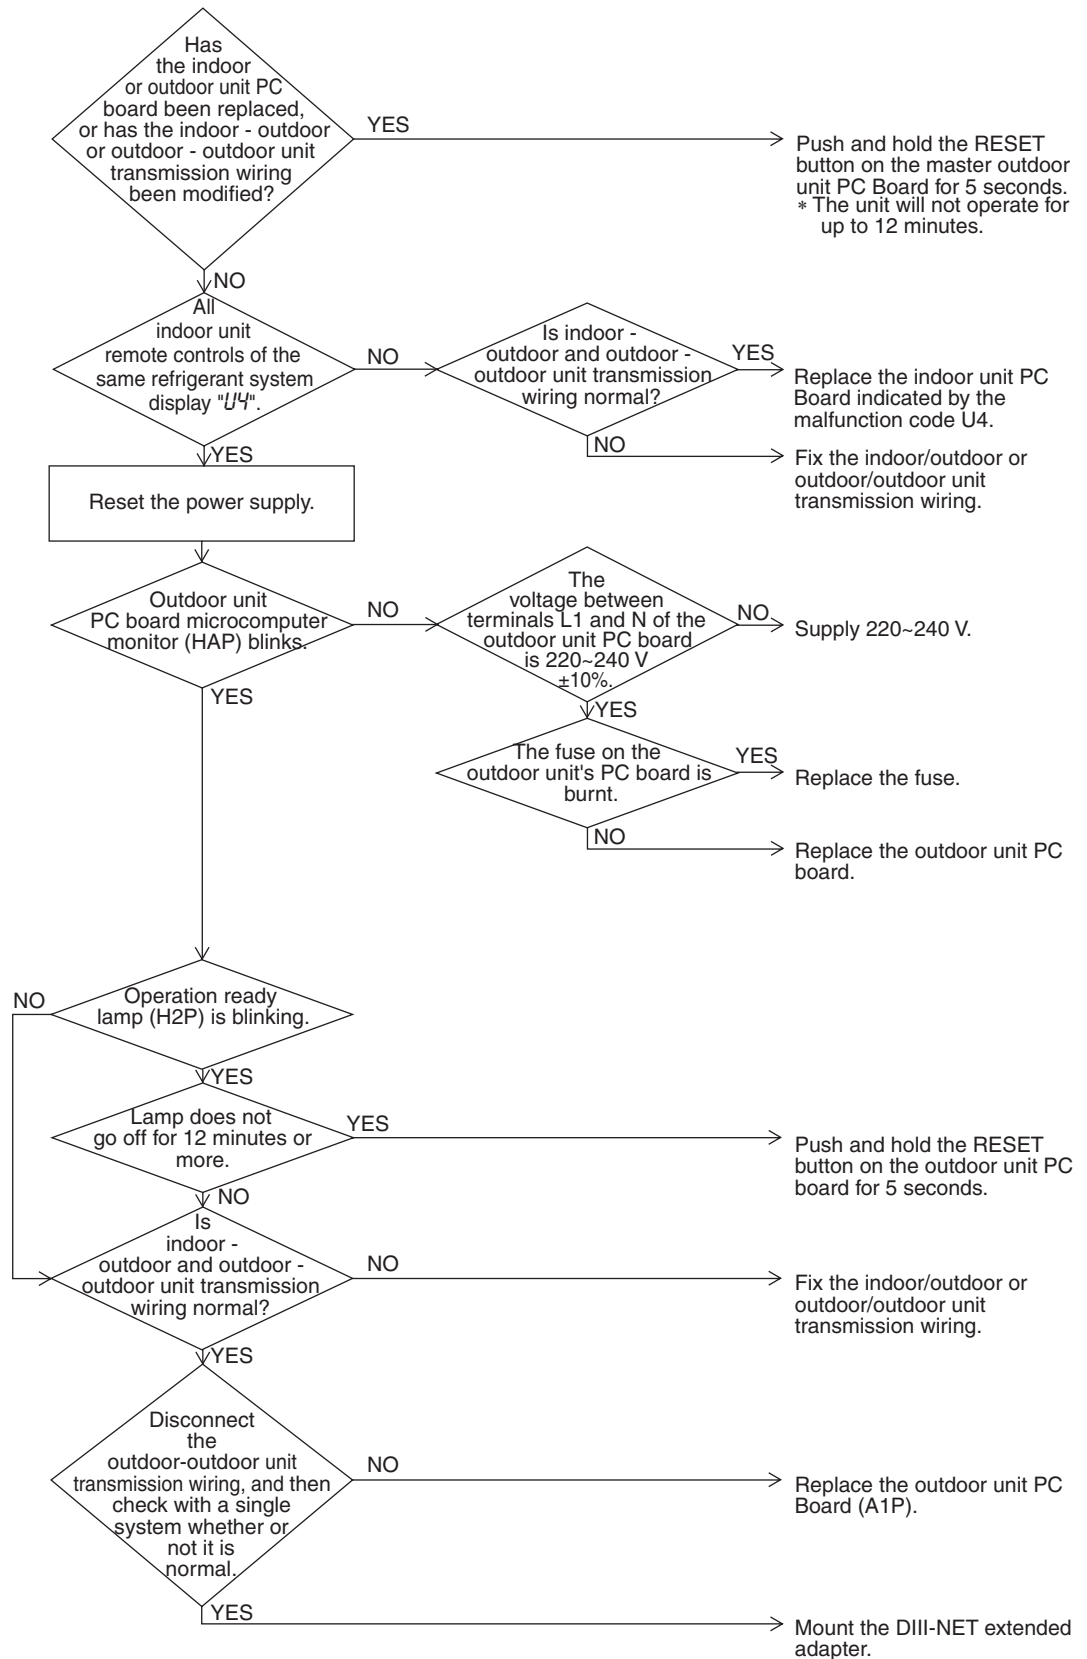 Has
the indoor
or outdoor unit PC
board been replaced,
or has the indoor - outdoor
or outdoor - outdoor unit
transmission wiring
been modified?
YES
Push and hold the RESET
button on the master outdoor
unit PC Board for 5 seconds.
* The unit will not operate for
up to 12 minutes.
NO
All
indoor unit
remote controls of the
same refrigerant system
display "U4".
NO
Is indoor -
outdoor and outdoor -
outdoor unit transmission
wiring normal?
YES
Replace the indoor unit PC
Board indicated by the
malfunction code U4.
NO
Fix the indoor/outdoor or
outdoor/outdoor unit
transmission wiring.
YES
Reset the power supply.
Outdoor unit
PC board microcomputer
monitor (HAP) blinks.
NO
The
voltage between
terminals L1 and N of the
outdoor unit PC board
is 220~240 V
±10%.
NO
Supply 220~240 V.
YES
The fuse on the
outdoor unit's PC board is
burnt.
YES
Replace the fuse.
NO
Replace the outdoor unit PC
board.
YES
Operation ready
lamp (H2P) is blinking.
NO
YES
Lamp does not
go off for 12 minutes or
more.
YES
Push and hold the RESET
button on the outdoor unit PC
board for 5 seconds.
NO
Is
indoor -
outdoor and outdoor -
outdoor unit transmission
wiring normal?
NO
Fix the indoor/outdoor or
outdoor/outdoor unit
transmission wiring.
YES
Disconnect
the
outdoor-outdoor unit
transmission wiring, and then
check with a single
system whether or
not it is
normal.
NO
Replace the outdoor unit PC
Board (A1P).
YES
Mount the DIII-NET extended
adapter.